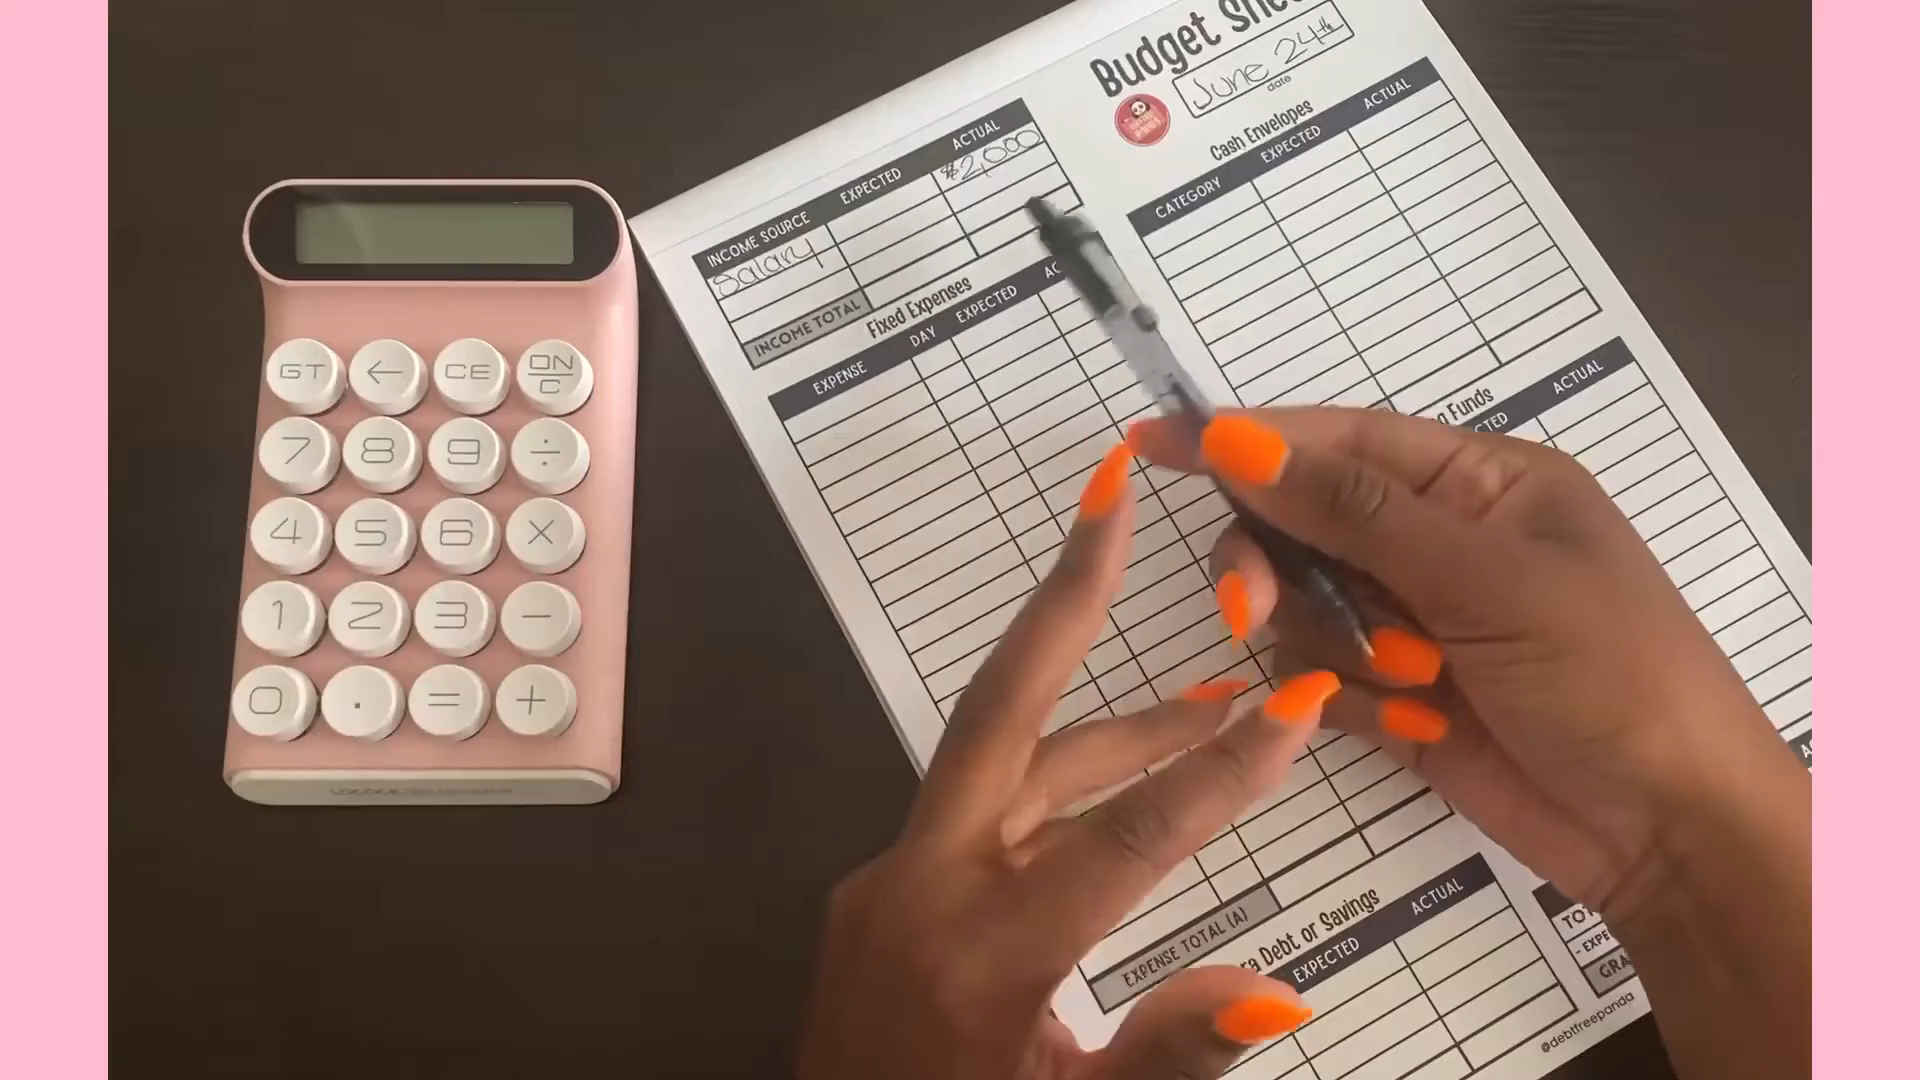 Budget
June 24th
date
INCOME SOURCE EXPECTED ACTUAL
Salary $2,000
INCOME TOTAL
Fixed Expenses
EXPENSE DAY EXPECTED
EXPENSE TOTAL (A)
Debt or Savings
EXPECTED ACTUAL
Cash Envelopes
CATEGORY EXPECTED ACTUAL
Funds
ACTUAL
@debtfreepanda
GT ← CE ON/C
7 8 9 ÷
4 5 6 ×
1 2 3 −
0 . = +